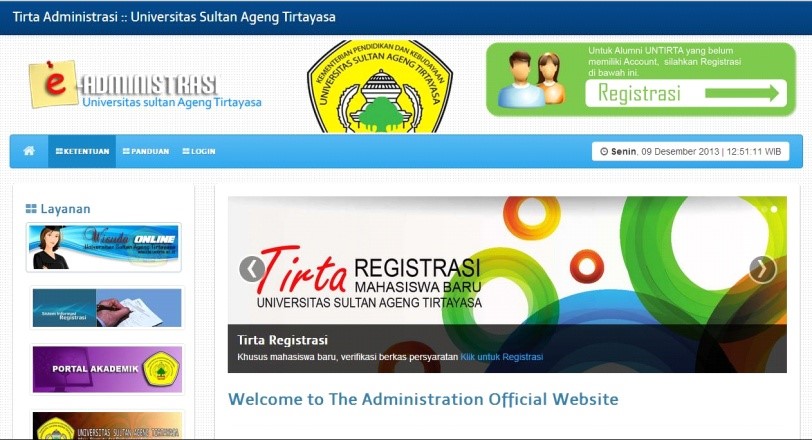 Tirta Administrasi :: Universitas Sultan Ageng Tirtayasa
e-ADMINISTRASI
Universitas sultan Ageng Tirtayasa
KEMENTERIAN PENDIDIKAN DAN KEBUDAYAAN
UNIVERSITAS SULTAN AGENG TIRTAYASA
Untuk Alumni UNTIRTA yang belum
memiliki Account, silahkan Registrasi
di bawah ini.
Registrasi
KETENTUAN PANDUAN LOGIN
Senin, 09 Desember 2013 | 12:51:11 WIB
Layanan
Wisuda ONLINE
Universitas Sultan Ageng Tirtayasa
Sistem Informasi
Registrasi
PORTAL AKADEMIK
UNIVERSITAS
SULTAN AGENG TIRTAYASA
Tirta REGISTRASI
MAHASISWA BARU
UNIVERSITAS SULTAN AGENG TIRTAYASA
Tirta Registrasi
Khusus mahasiswa baru, verifikasi berkas persyaratan Klik untuk Registrasi
Welcome to The Administration Official Website